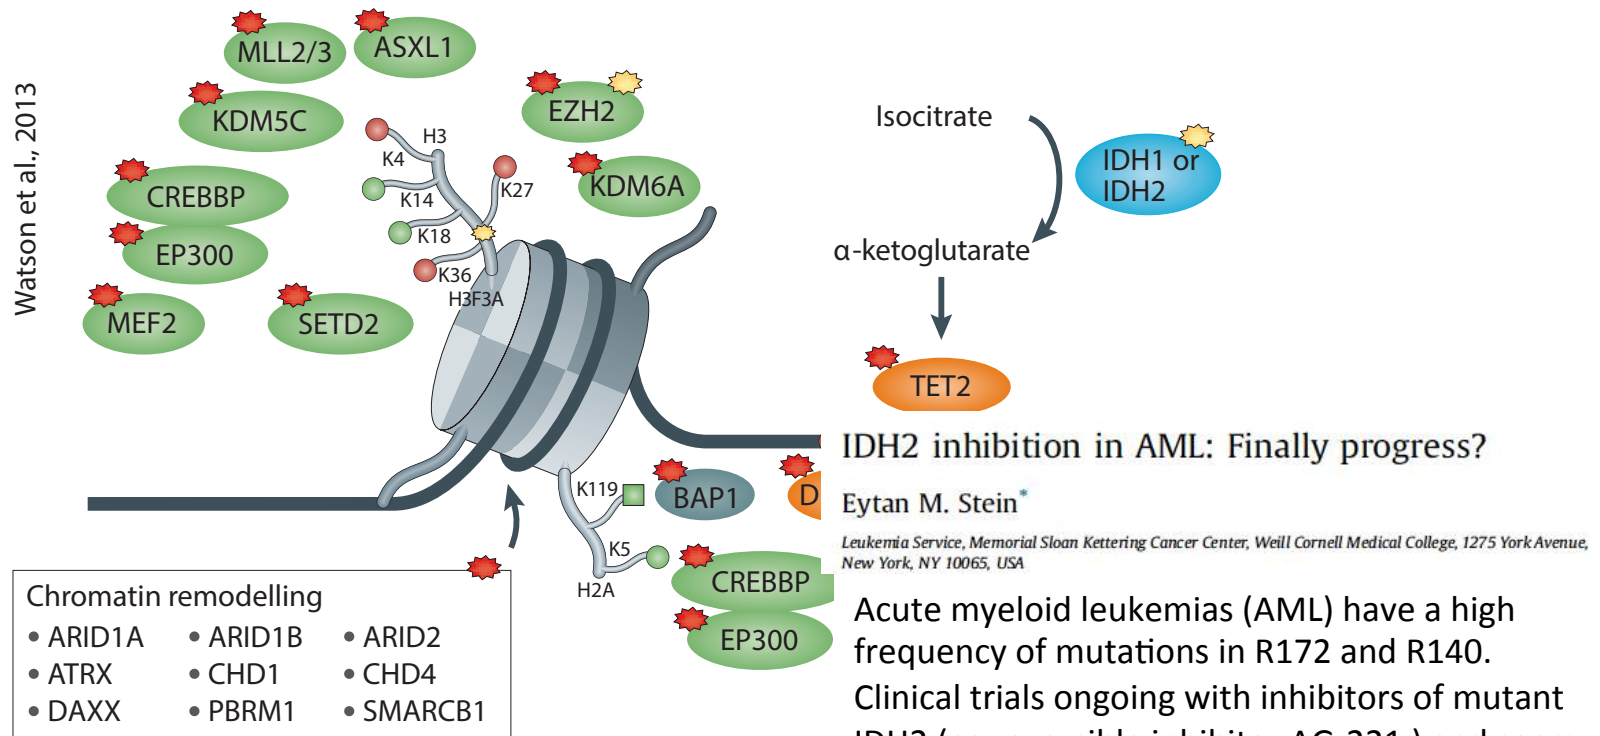 Watson et al., 2013
MLL2/3
ASXL1
KDM5C
EZH2
CREBBP
KDM6A
EP300
MEF2
SETD2
H3
K4
K14
K18
K27
K36
H3F3A
Isocitrate
IDH1 or
IDH2
α-ketoglutarate
TET2
K119
BAP1
D
K5
H2A
CREBBP
EP300
Chromatin remodelling
• ARID1A • ARID1B • ARID2
• ATRX • CHD1 • CHD4
• DAXX • PBRM1 • SMARCB1
IDH2 inhibition in AML: Finally progress?
Eytan M. Stein*
Leukemia Service, Memorial Sloan Kettering Cancer Center, Weill Cornell Medical College, 1275 York Avenue,
New York, NY 10065, USA
Acute myeloid leukemias (AML) have a high
frequency of mutations in R172 and R140.
Clinical trials ongoing with inhibitors of mutant